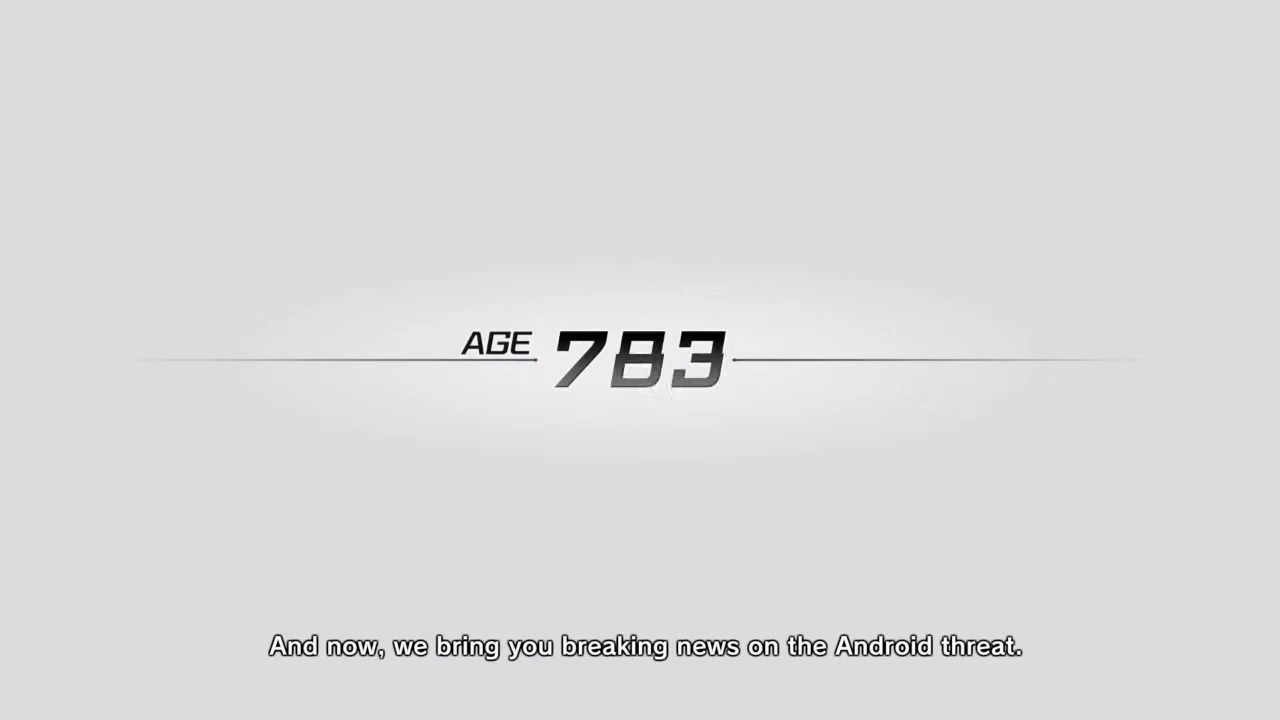 AGE 783
And now, we bring you breaking news on the Android threat.